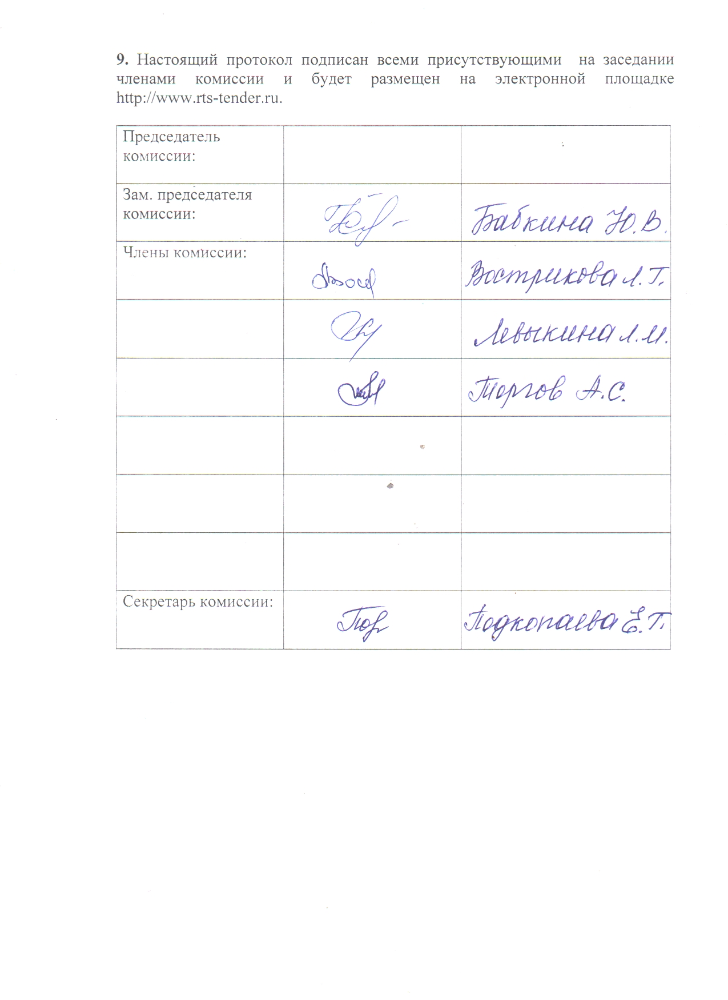 9. Настоящий протокол подписан всеми присутствующими на заседании
членами комиссии и будет размещен на электронной площадке
http://www.rts-tender.ru.
Председатель
комиссии:
Зам. председателя
комиссии:
Бабкина Ю.В.
Члены комиссии:
Вострикова Л.Т.
Левыкина Л.М.
Торгов А.С.
Секретарь комиссии:
Подкопаева Е.Т.